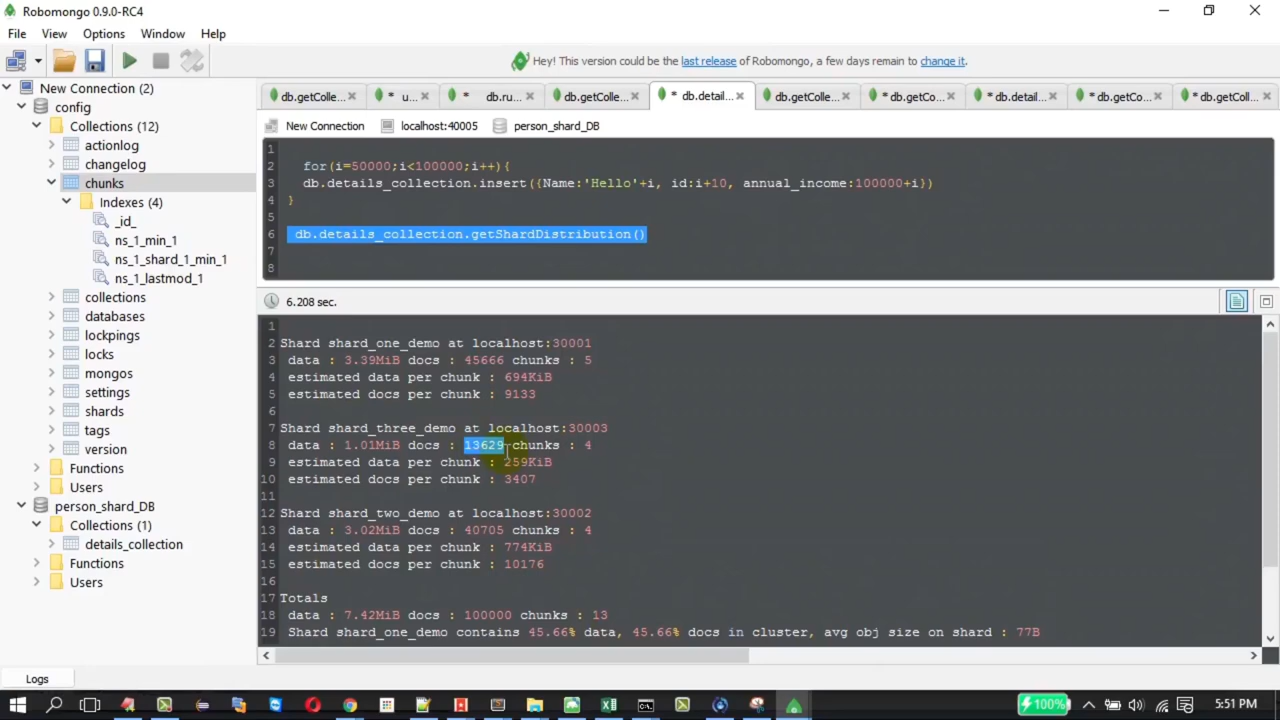 Robomongo 0.9.0-RC4
File View Options Window Help
Hey! This version could be the last release of Robomongo, a few days remain to change it.
New Connection (2)
config
Collections (12)
actionlog
changelog
chunks
Indexes (4)
_id_
ns_1_min_1
ns_1_shard_1_min_1
ns_1_lastmod_1
collections
databases
lockpings
locks
mongos
settings
shards
tags
version
Functions
Users
person_shard_DB
Collections (1)
details_collection
Functions
Users
db.getColle... * u... * db.ru... db.getColle... * db.detail... db.getColle... * db.getCo... * db.detail... * db.getCo... * db.getColl...
New Connection localhost:40005 person_shard_DB
1
2 for(i=50000;i<100000;i++){
3 db.details_collection.insert({Name:'Hello'+i, id:i+10, annual_income:100000+i})
4 }
5
6 db.details_collection.getShardDistribution()
7
8
6.208 sec.
1
2 Shard shard_one_demo at localhost:30001
3 data : 3.39MiB docs : 45666 chunks : 5
4 estimated data per chunk : 694KiB
5 estimated docs per chunk : 9133
6
7 Shard shard_three_demo at localhost:30003
8 data : 1.01MiB docs : 13629 chunks : 4
9 estimated data per chunk : 259KiB
10 estimated docs per chunk : 3407
11
12 Shard shard_two_demo at localhost:30002
13 data : 3.02MiB docs : 40705 chunks : 4
14 estimated data per chunk : 774KiB
15 estimated docs per chunk : 10176
16
17 Totals
18 data : 7.42MiB docs : 100000 chunks : 13
19 Shard shard_one_demo contains 45.66% data, 45.66% docs in cluster, avg obj size on shard : 77B
Logs
100% 5:51 PM